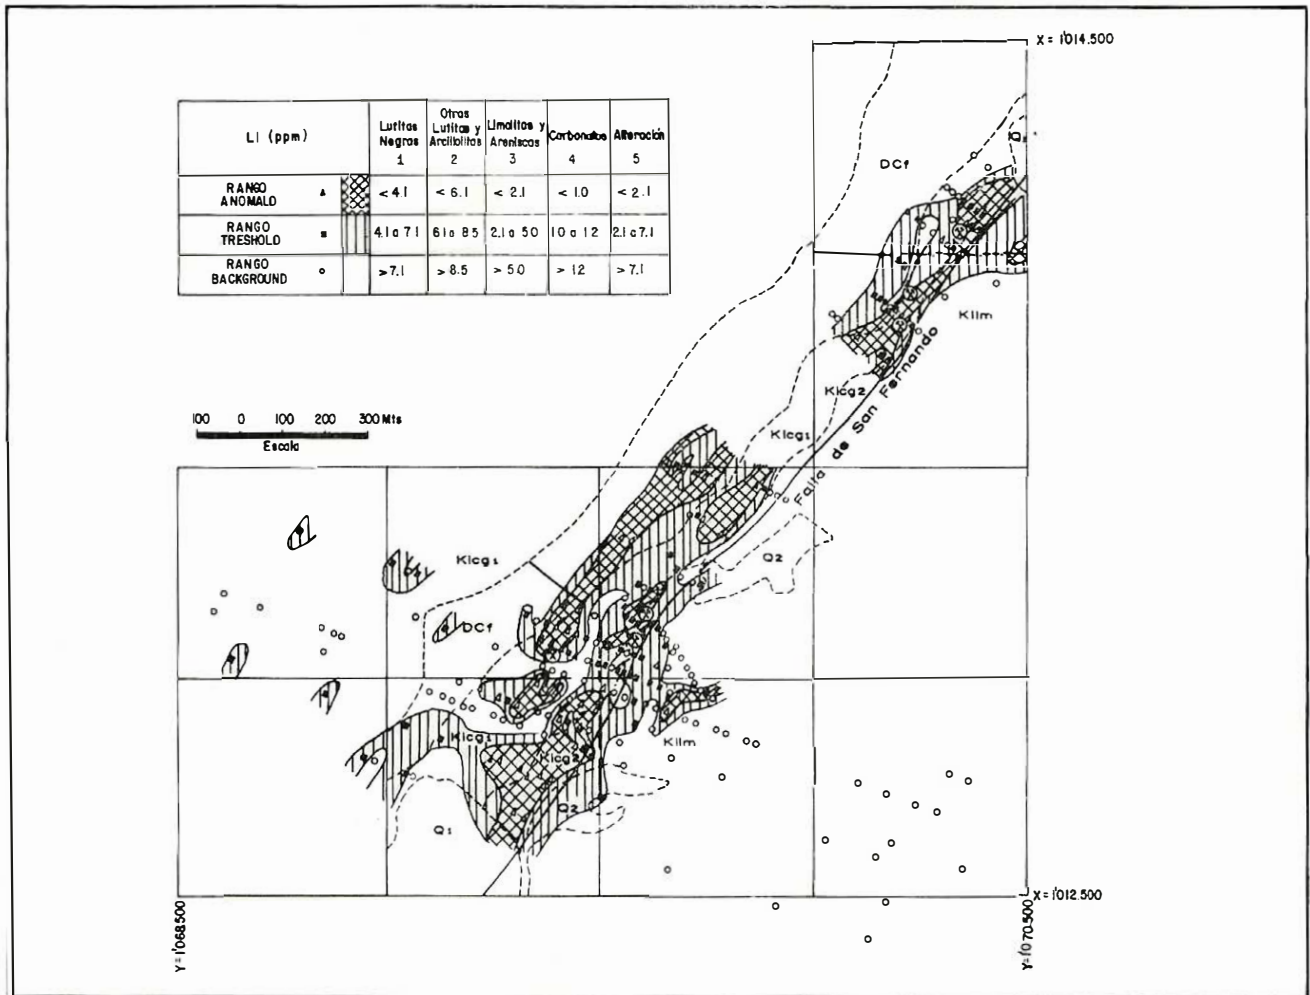 X = 1'014.500
LI (ppm)
Lutitas Negras 1
Otras Lutitas y Arcillolitas 2
Limolitas y Areniscas 3
Carbonatos 4
Alteración 5
RANGO ANOMALO < 4.1 < 6.1 < 2.1 < 1.0 < 2.1
RANGO TRESHOLD 4.1 a 7.1 6.1 a 8.5 2.1 a 5.0 1.0 a 1.2 2.1 a 7.1
RANGO BACKGROUND > 7.1 > 8.5 > 5.0 > 1.2 > 7.1
DCf
KIlm
KIcg2
KIcg1
Falla de San Fernando
100 0 100 200 300 Mts
Escala
Q2
KIcg1
DCf
KIcg1
KIcg2
KIlm
Q2
Q1
X = 1'012.500
Y=1'068.500
Y=1'070.500